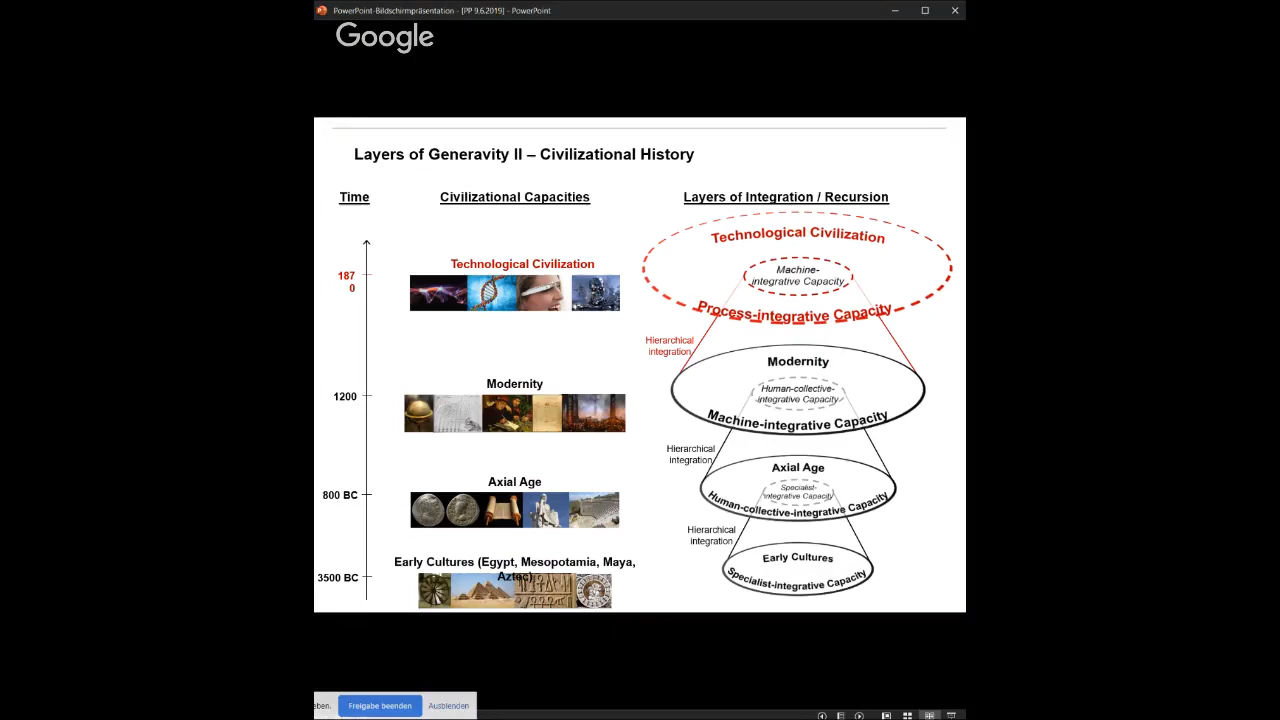 PowerPoint-Bildschirmpräsentation - [PP 9.6.2019] - PowerPoint
Google
Layers of Generavity II – Civilizational History
Time
Civilizational Capacities
Layers of Integration / Recursion
Technological Civilization
187
0
Technological Civilization
Machine-
integrative Capacity
Process-integrative Capacity
Hierarchical
integration
1200
Modernity
Modernity
Human-collective-
integrative Capacity
Machine-integrative Capacity
Hierarchical
integration
800 BC
Axial Age
Axial Age
Specialist-
integrative Capacity
Human-collective-integrative Capacity
Hierarchical
integration
3500 BC
Early Cultures (Egypt, Mesopotamia, Maya,
Aztec)
Early Cultures
Specialist-integrative Capacity
eben.
Freigabe beenden
Ausblenden